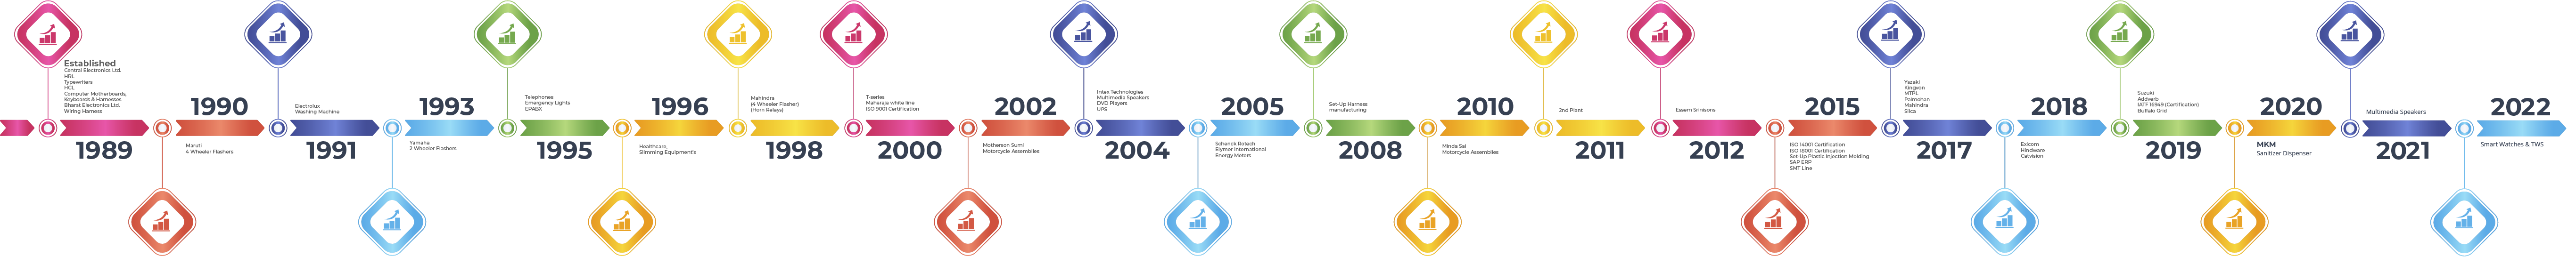 Established
Central Electronics Ltd.
HRL
Typewriters
HCL
Computer Motherboards,
Keyboards & Harnesses
Bharat Electronics Ltd.
Wiring Harness
1989
1990
Maruti
4 Wheeler Flashers
Electrolux
Washing Machine
1991
1993
Yamaha
2 Wheeler Flashers
Telephones
Emergency Lights
EPABX
1995
1996
Healthcare,
Slimming Equipment's
Mahindra
(4 Wheeler Flasher)
(Horn Relays)
1998
T-series
Maharaja white line
ISO 9001 Certification
2000
2002
Motherson Sumi
Motorcycle Assemblies
Intex Technologies
Multimedia Speakers
DVD Players
UPS
2004
2005
Schenck Rotech
Elymer International
Energy Meters
Set-Up Harness
manufacturing
2008
2010
Minda Sai
Motorcycle Assemblies
2nd Plant
2011
Essem Srinisons
2012
2015
ISO 14001 Certification
ISO 18001 Certification
Set-Up Plastic Injection Molding
SAP ERP
SMT Line
Yazaki
Kingvon
MTPL
Palmohan
Mahindra
Silca
2017
2018
Exicom
Hindware
Catvision
Suzuki
Addverb
IATF 16949 (Certification)
Buffalo Grid
2019
2020
MKM
Sanitizer Dispenser
Multimedia Speakers
2021
2022
Smart Watches & TWS